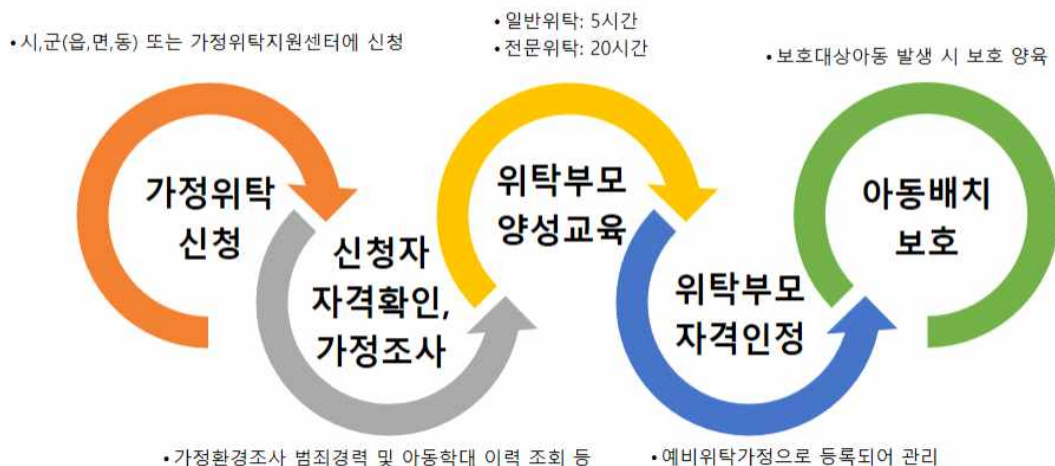 • 시,군(읍,면,동) 또는 가정위탁지원센터에 신청
• 일반위탁: 5시간
• 전문위탁: 20시간
• 보호대상아동 발생 시 보호 양육
가정위탁
신청
신청자
자격확인,
가정조사
위탁부모
양성교육
위탁부모
자격인정
아동배치
보호
• 가정환경조사 범죄경력 및 아동학대 이력 조회 등
• 예비위탁가정으로 등록되어 관리